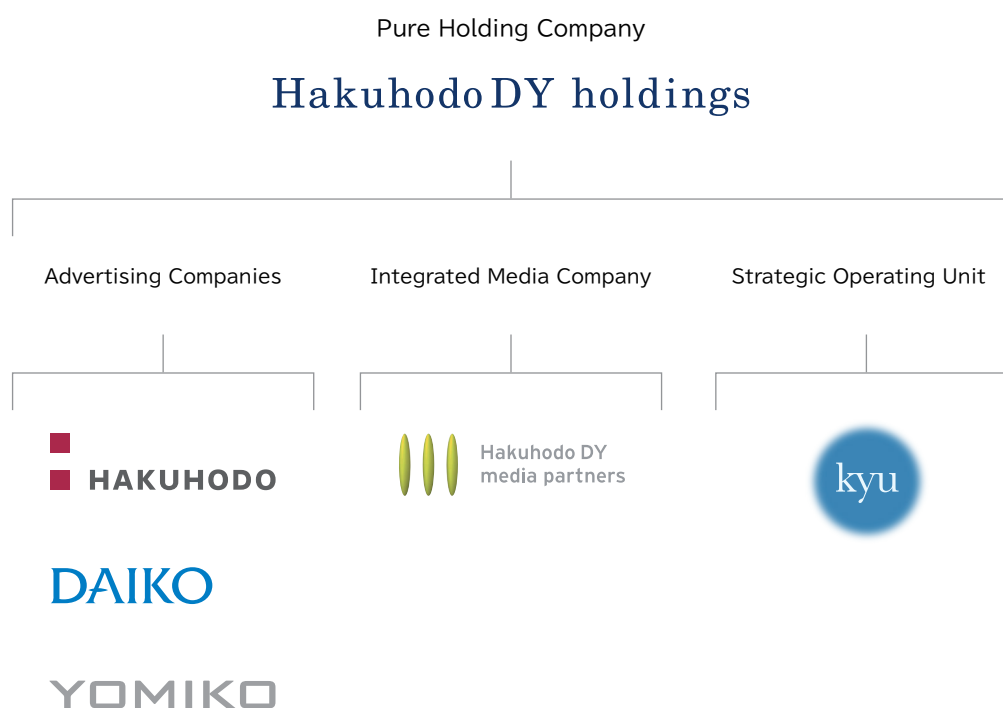 Pure Holding Company
Hakuhodo DY holdings
Advertising Companies
Integrated Media Company
Strategic Operating Unit
HAKUHODO
Hakuhodo DY
media partners
kyu
DAIKO
YOMIKO